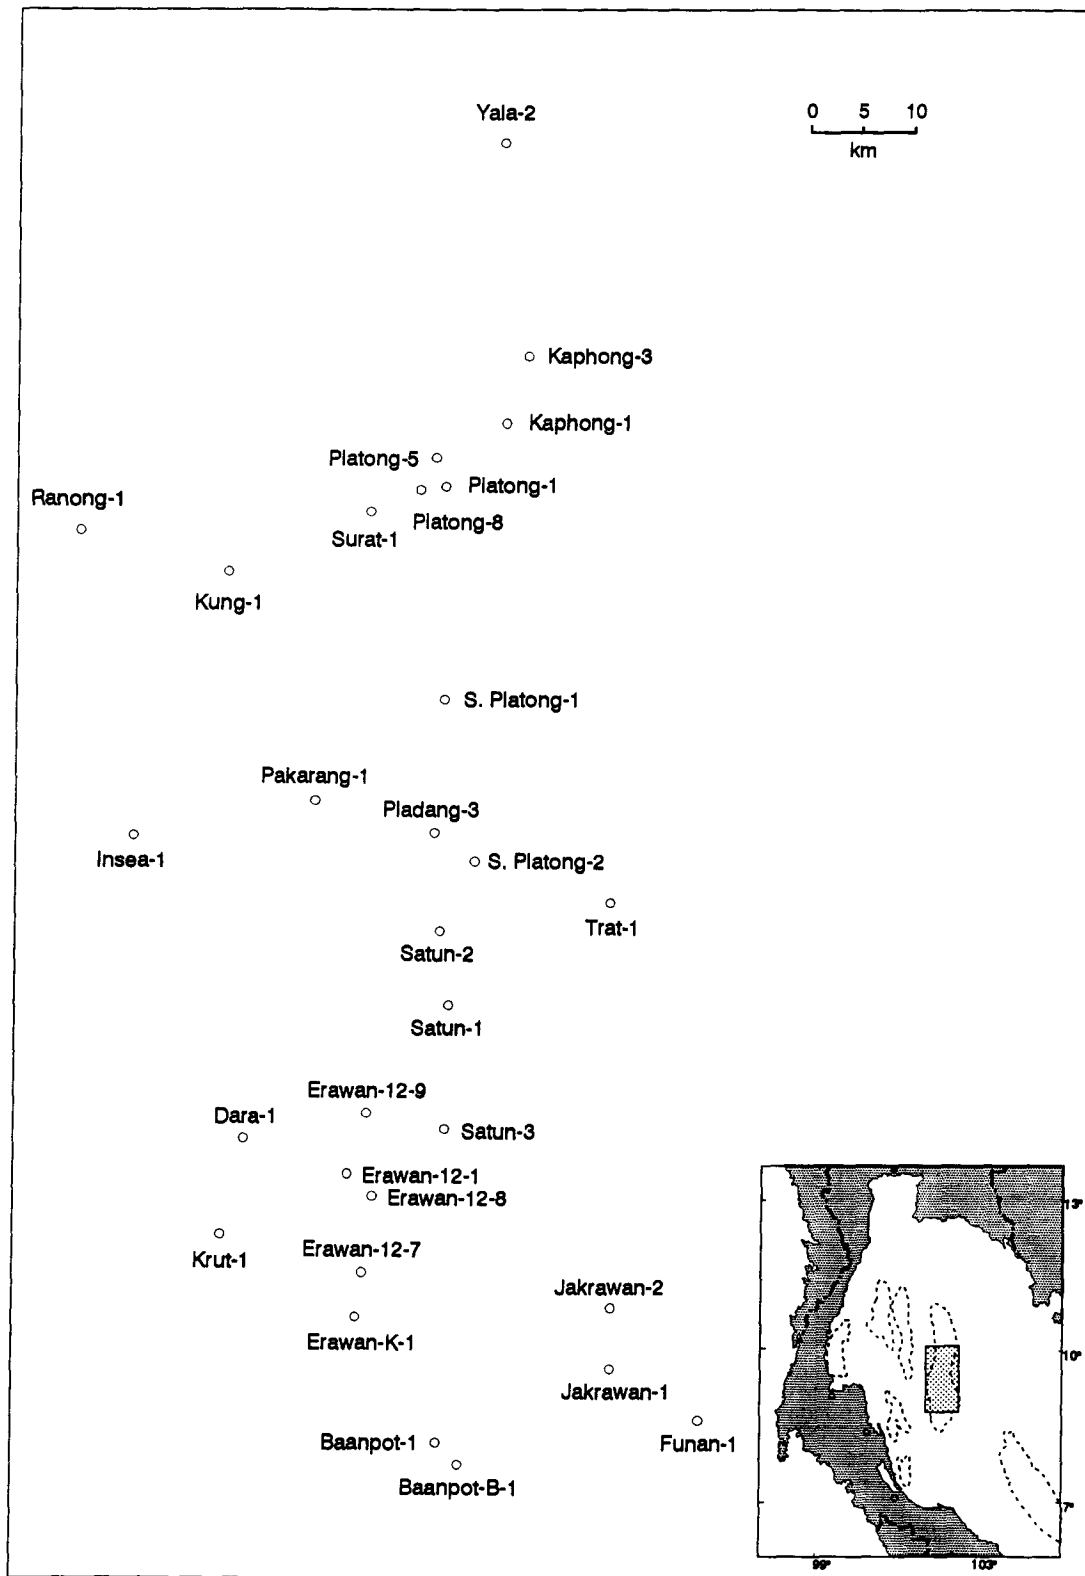 Yala-2
0 5 10
km
Kaphong-3
Kaphong-1
Platong-5
Platong-1
Ranong-1
Platong-8
Surat-1
Kung-1
S. Platong-1
Pakarang-1
Pladang-3
Insea-1
S. Platong-2
Trat-1
Satun-2
Satun-1
Erawan-12-9
Dara-1
Satun-3
Erawan-12-1
Erawan-12-8
13°
Krut-1
Erawan-12-7
Jakrawan-2
Erawan-K-1
10°
Jakrawan-1
Baanpot-1
Funan-1
Baanpot-B-1
7°
99°
103°